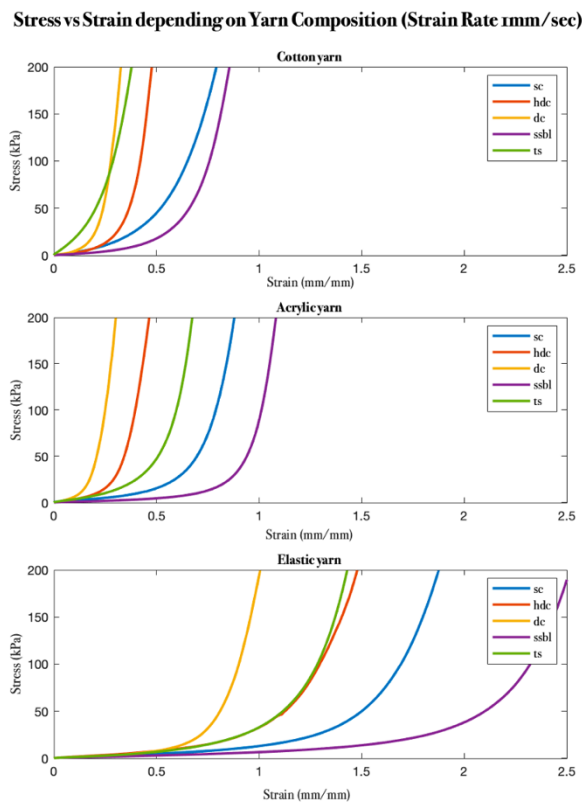 Stress vs Strain depending on Yarn Composition (Strain Rate 1mm/sec)
Cotton yarn
200
150
100
50
0
Stress (kPa)
sc
hdc
dc
ssbl
ts
0 0.5 1 1.5 2 2.5
Strain (mm/mm)
Acrylic yarn
200
150
100
50
0
Stress (kPa)
sc
hdc
dc
ssbl
ts
0 0.5 1 1.5 2 2.5
Strain (mm/mm)
Elastic yarn
200
150
100
50
0
Stress (kPa)
sc
hdc
dc
ssbl
ts
0 0.5 1 1.5 2 2.5
Strain (mm/mm)